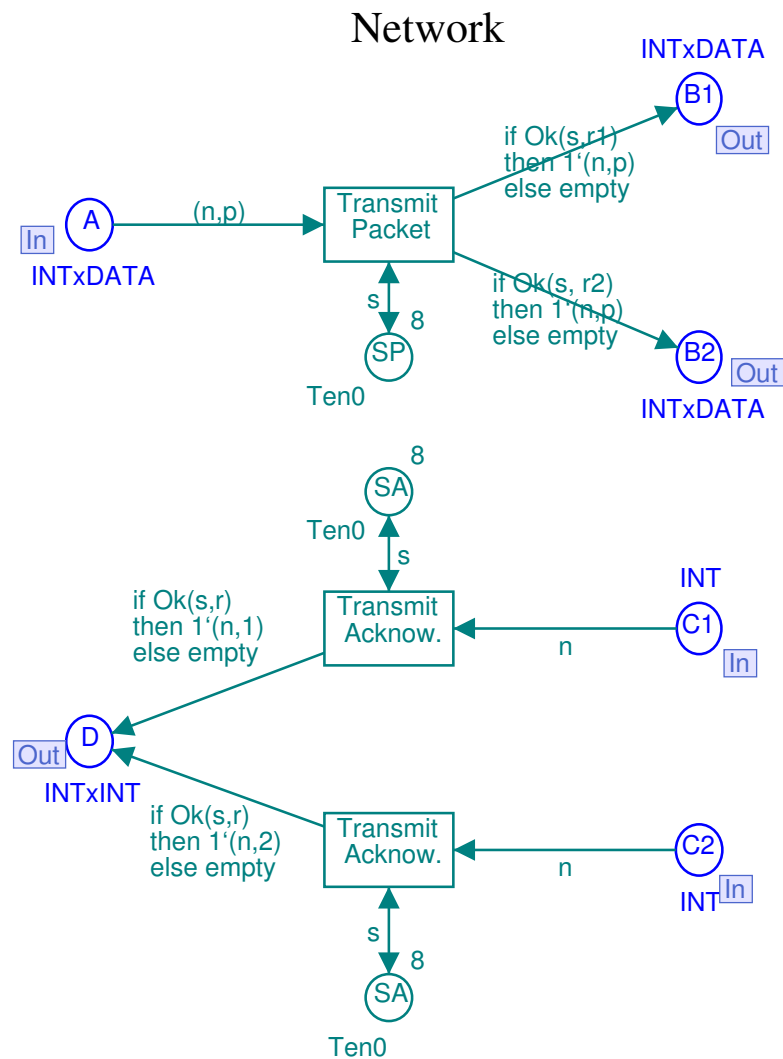 Network
INTxDATA
B1
Out
if Ok(s,r1)
then 1‘(n,p)
else empty
A
(n,p)
Transmit
Packet
In
INTxDATA
if Ok(s, r2)
then 1‘(n,p)
else empty
s
8
SP
Ten0
B2
Out
INTxDATA
8
SA
Ten0
s
INT
if Ok(s,r)
then 1‘(n,1)
else empty
Transmit
Acknow.
n
C1
In
D
Out
INTxINT
if Ok(s,r)
then 1‘(n,2)
else empty
Transmit
Acknow.
n
C2
In
INT
s
8
SA
Ten0